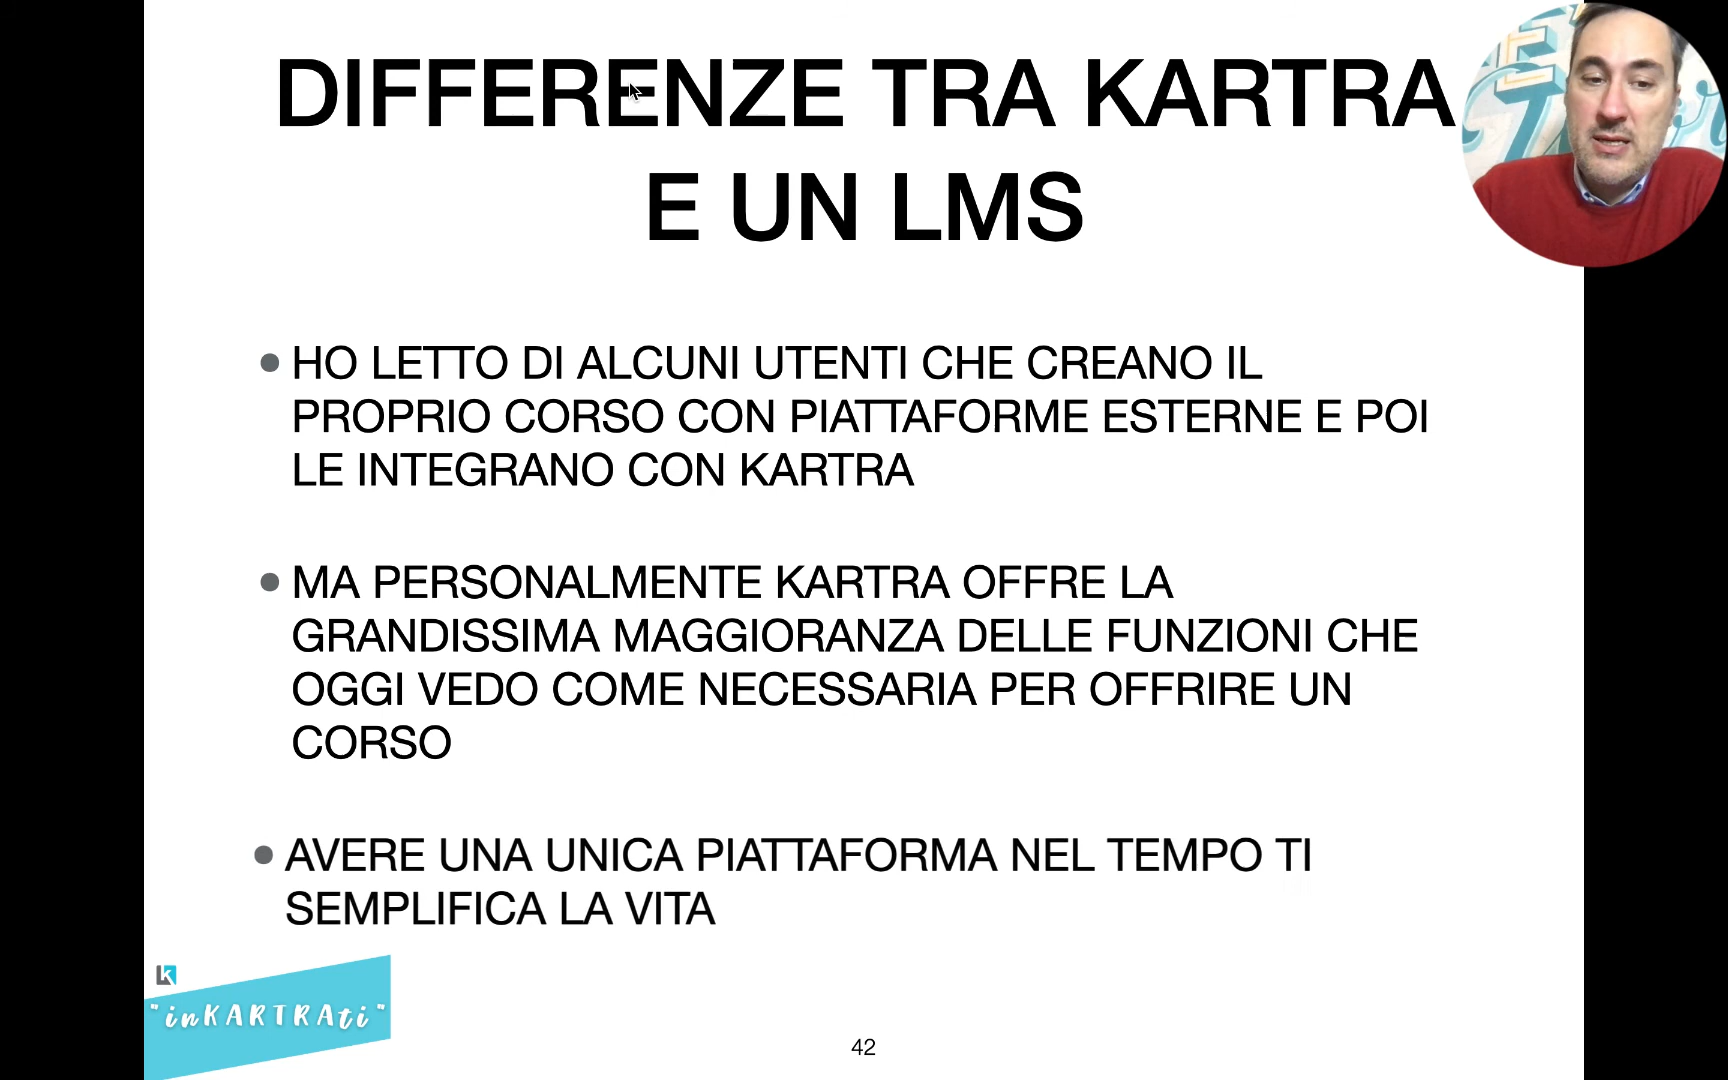 DIFFERENZE TRA KARTRA
E UN LMS
HO LETTO DI ALCUNI UTENTI CHE CREANO IL
PROPRIO CORSO CON PIATTAFORME ESTERNE E POI
LE INTEGRANO CON KARTRA
MA PERSONALMENTE KARTRA OFFRE LA
GRANDISSIMA MAGGIORANZA DELLE FUNZIONI CHE
OGGI VEDO COME NECESSARIA PER OFFRIRE UN
CORSO
AVERE UNA UNICA PIATTAFORMA NEL TEMPO TI
SEMPLIFICA LA VITA
"inKARTRAti"
42